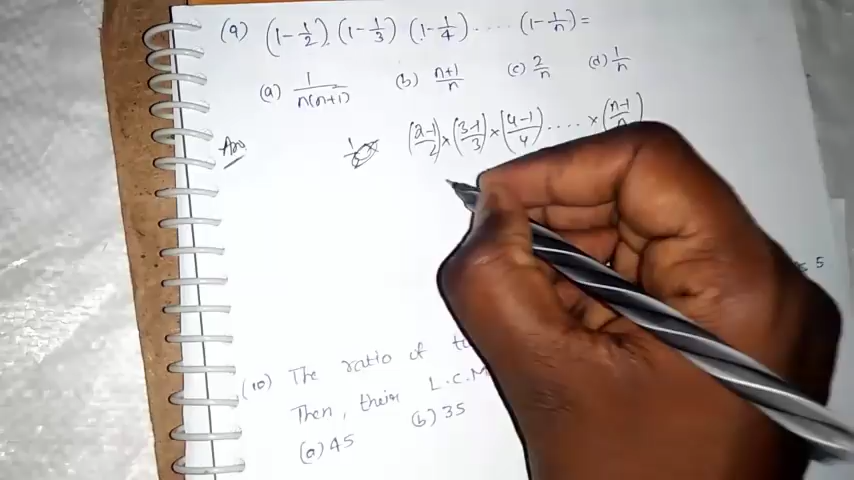 (9) (1-1/2).(1-1/3) (1-1/4) ..... (1-1/n)=
(a) 1/n(n+1) (b) n+1/n (c) 2/n (d) 1/n
Ans (2-1/2)×(3-1/3)×(4-1/4)....×(n-1/n)
5
(10) The ratio of
Then, their L.C.M
(a) 45 (b) 35